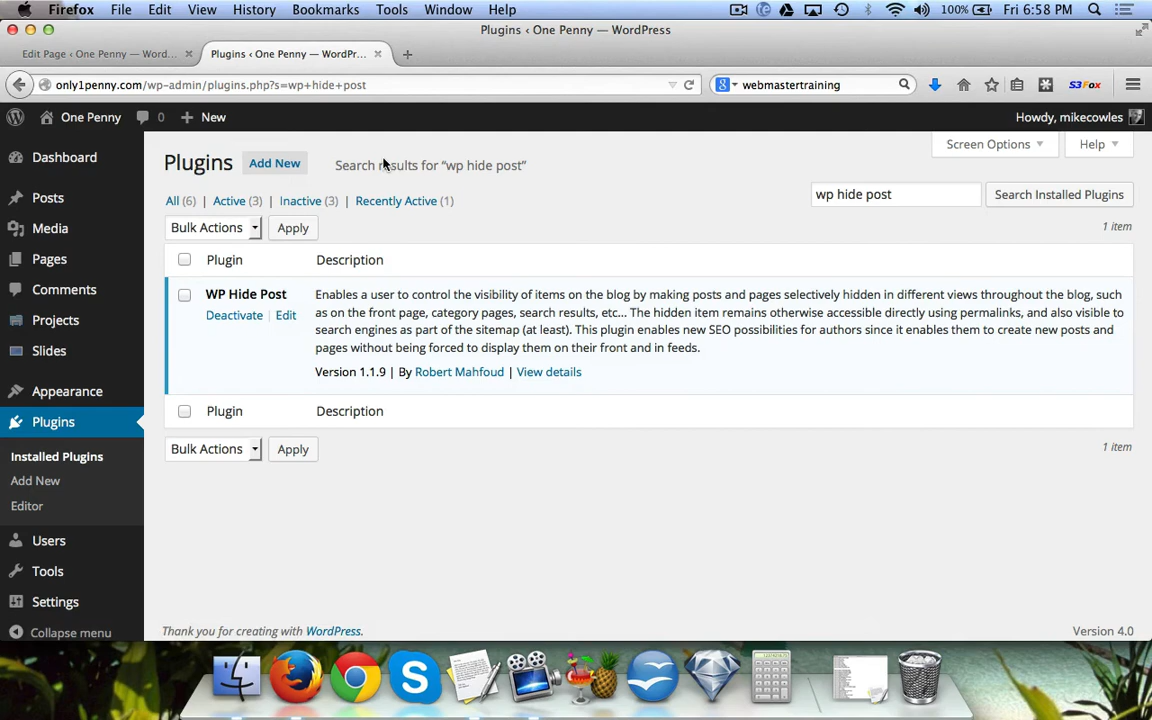 Firefox File Edit View History Bookmarks Tools Window Help 100% Fri 6:58 PM
Plugins ‹ One Penny — WordPress
Edit Page ‹ One Penny — Word... Plugins ‹ One Penny — WordPr...
only1penny.com/wp-admin/plugins.php?s=wp+hide+post webmastertraining S3Fox
One Penny 0 New Howdy, mikecowles
Screen Options Help
Plugins Add New Search results for “wp hide post”
wp hide post Search Installed Plugins
All (6) | Active (3) | Inactive (3) | Recently Active (1)
Bulk Actions Apply 1 item
Plugin Description
WP Hide Post
Deactivate | Edit
Enables a user to control the visibility of items on the blog by making posts and pages selectively hidden in different views throughout the blog, such
as on the front page, category pages, search results, etc... The hidden item remains otherwise accessible directly using permalinks, and also visible to
search engines as part of the sitemap (at least). This plugin enables new SEO possibilities for authors since it enables them to create new posts and
pages without being forced to display them on their front and in feeds.
Version 1.1.9 | By Robert Mahfoud | View details
Plugin Description
Bulk Actions Apply 1 item
Dashboard
Posts
Media
Pages
Comments
Projects
Slides
Appearance
Plugins
Installed Plugins
Add New
Editor
Users
Tools
Settings
Collapse menu
Thank you for creating with WordPress. Version 4.0